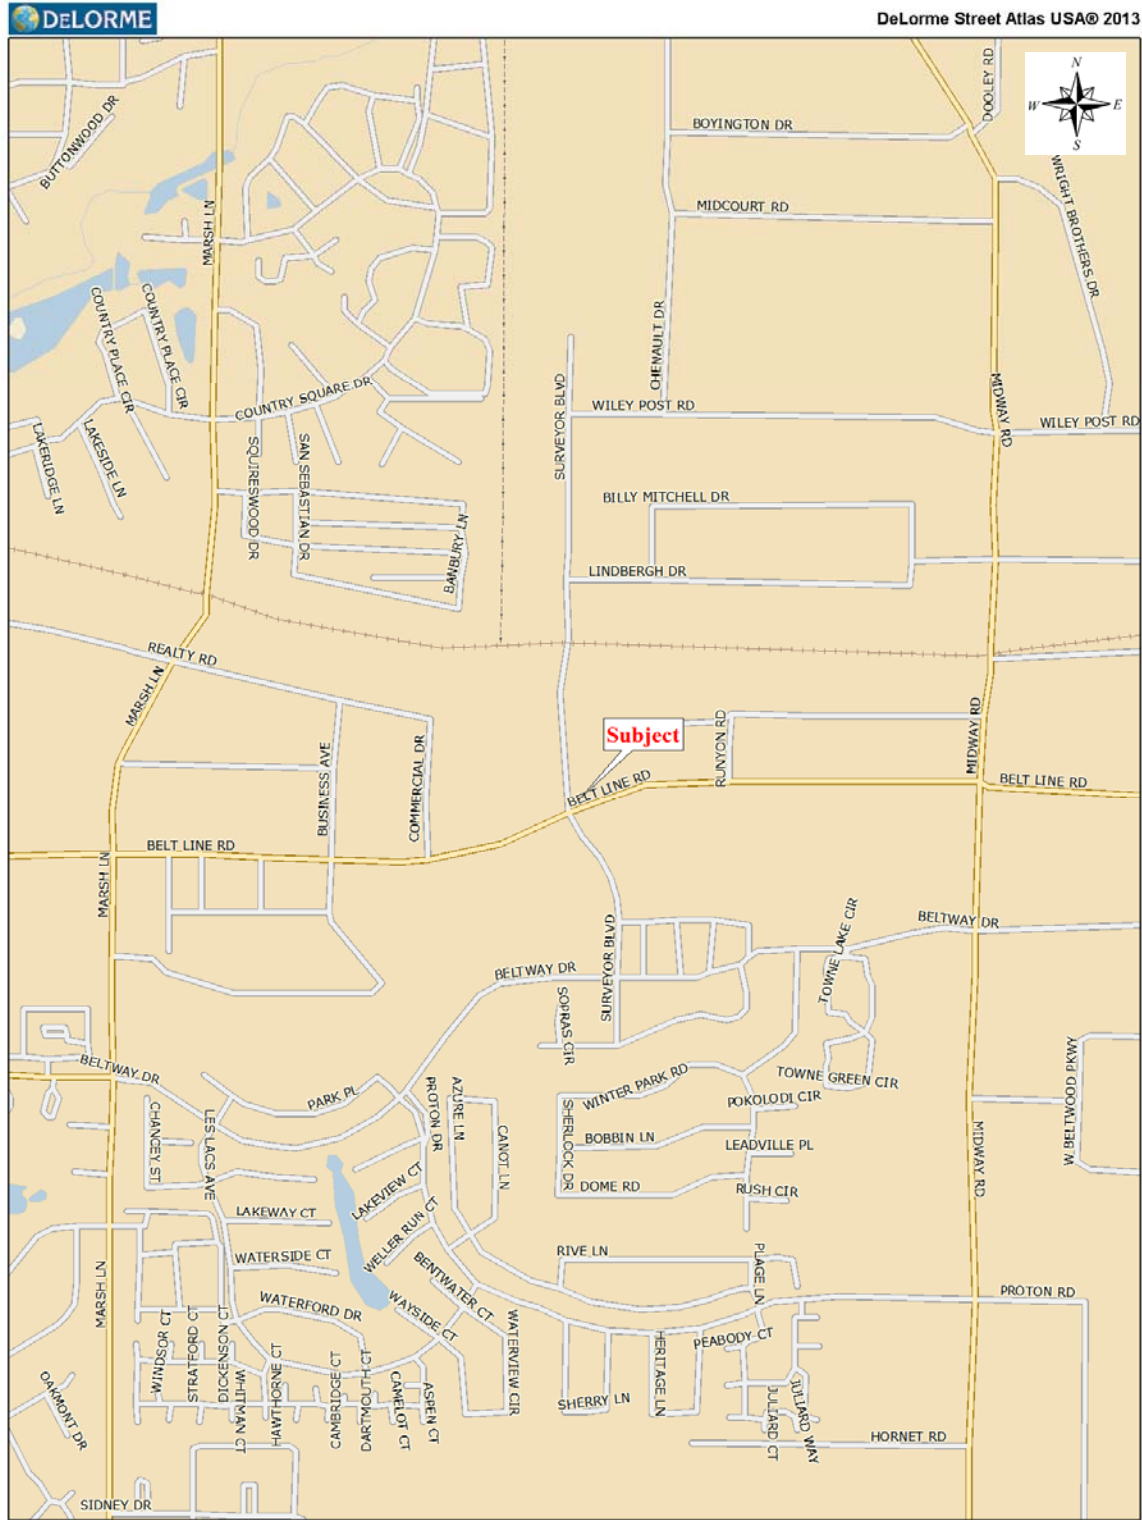 DELORME
DeLorme Street Atlas USA® 2013
N
W
E
S
DOOLEY RD
BOYINGTON DR
BUTTONWOOD DR
WRIGHT BROTHERS DR
MIDCOURT RD
MARSH LN
COUNTRY PLACE CIR
COUNTRY PLACE CIR
CHENAULT DR
COUNTRY SQUARE DR
SURVEYOR BLVD
WILEY POST RD
MIDWAY RD
WILEY POST RD
LAKERIDGE LN
LAKESIDE LN
SQUIRESWOOD DR
SAN SEBASTIAN DR
BANBURY LN
BILLY MITCHELL DR
LINDBERGH DR
REALTY RD
MARSH LN
BUSINESS AVE
COMMERCIAL DR
Subject
RUNYON RD
MIDWAY RD
BELT LINE RD
BELT LINE RD
BELT LINE RD
MARSH LN
SURVEYOR BLVD
TOWNE LAKE CIR
BELTWAY DR
BELTWAY DR
SOPRAS CIR
BELTWAY DR
PARK PL
WINTER PARK RD
TOWNE GREEN CIR
W BELTWOOD PKWY
CHANCEY ST
LES LACS AVE
PROTON DR
AZURE LN
CANOT LN
SHERLOCK DR
POKOLODI CIR
BOBBIN LN
LEADVILLE PL
MIDWAY RD
DOME RD
RUSH CIR
LAKEVIEW CT
LAKEWAY CT
WELLER RUN CT
WATERSIDE CT
RIVE LN
PLAGE LN
MARSH LN
BENTWATER CT
WATERFORD DR
WAYSIDE CT
WATERVIEW CIR
PROTON RD
WINDSOR CT
STRATFORD CT
DICKENSON CT
WHITMAN CT
HAWTHORNE CT
CAMBRIDGE CT
DARTMOUTH CT
CAMELOT CT
ASPEN CT
PEABODY CT
HERITAGE LN
SHERRY LN
JULIARD CT
JULIARD WAY
OAKMONT DR
HORNET RD
SIDNEY DR